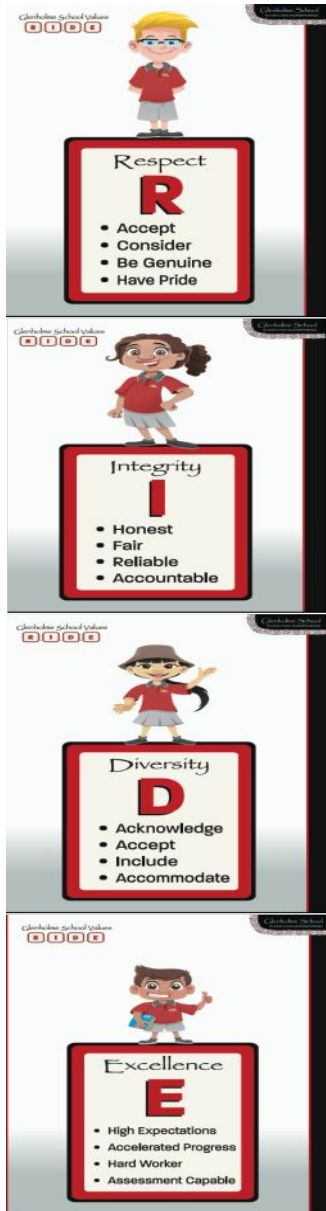 Glenholme School Values
R I D E
Glenholme School
Respect
R
• Accept
• Consider
• Be Genuine
• Have Pride
Glenholme School Values
R I D E
Glenholme School
Integrity
I
• Honest
• Fair
• Reliable
• Accountable
Glenholme School Values
R I D E
Glenholme School
Diversity
D
• Acknowledge
• Accept
• Include
• Accommodate
Glenholme School Values
R I D E
Glenholme School
Excellence
E
• High Expectations
• Accelerated Progress
• Hard Worker
• Assessment Capable